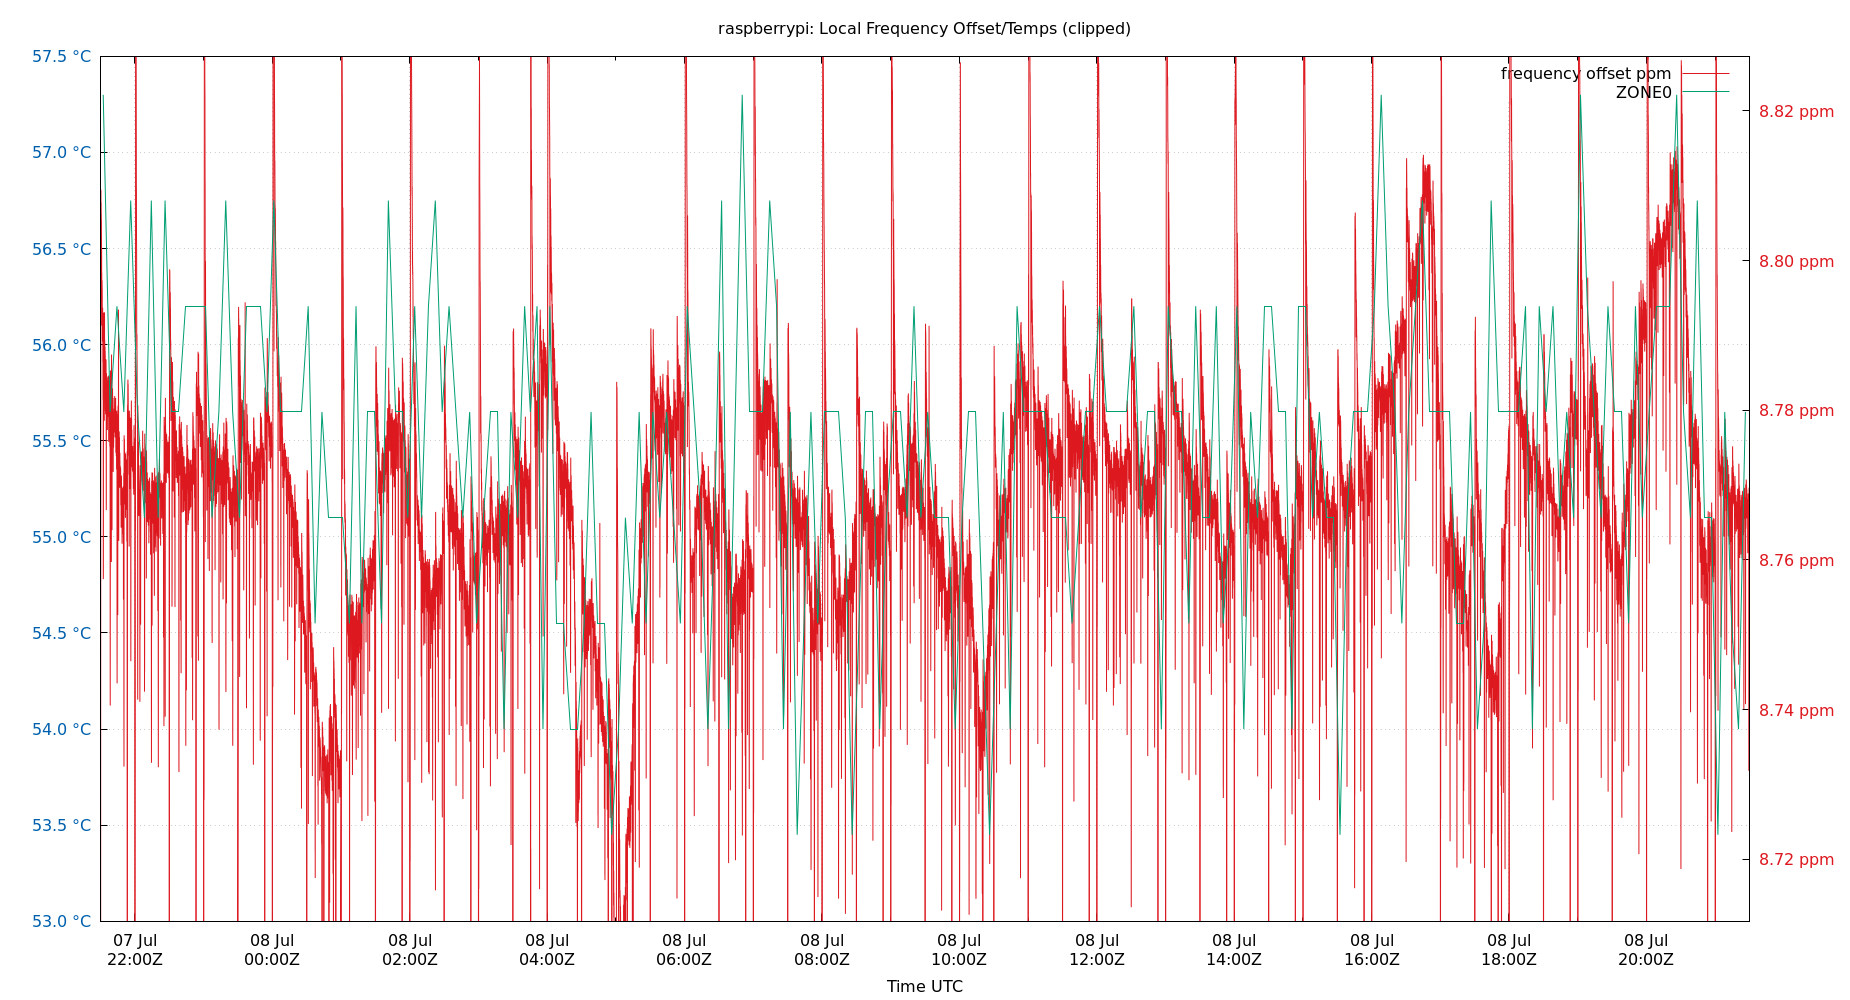 raspberrypi: Local Frequency Offset/Temps (clipped)
frequency offset ppm
ZONE0
57.5 °C
57.0 °C
56.5 °C
56.0 °C
55.5 °C
55.0 °C
54.5 °C
54.0 °C
53.5 °C
53.0 °C
8.82 ppm
8.80 ppm
8.78 ppm
8.76 ppm
8.74 ppm
8.72 ppm
07 Jul 08 Jul 08 Jul 08 Jul 08 Jul 08 Jul 08 Jul 08 Jul 08 Jul 08 Jul 08 Jul 08 Jul
22:00Z 00:00Z 02:00Z 04:00Z 06:00Z 08:00Z 10:00Z 12:00Z 14:00Z 16:00Z 18:00Z 20:00Z
Time UTC